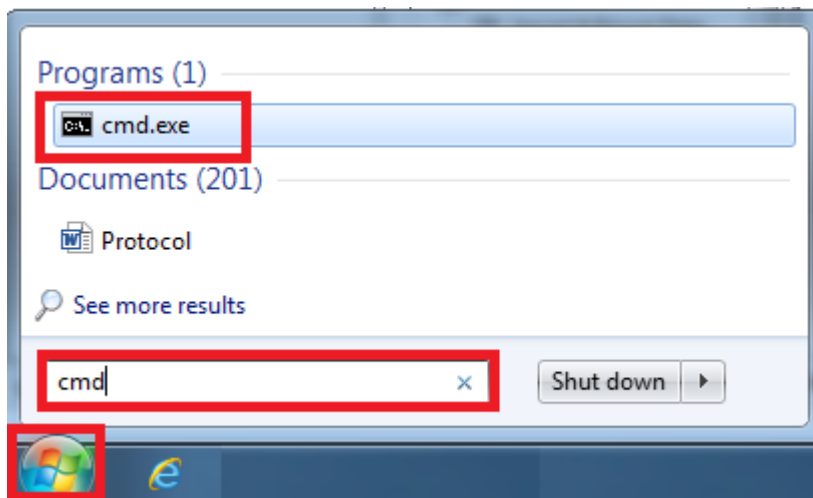 Programs (1)
cmd.exe
Documents (201)
Protocol
See more results
cmd
Shut down